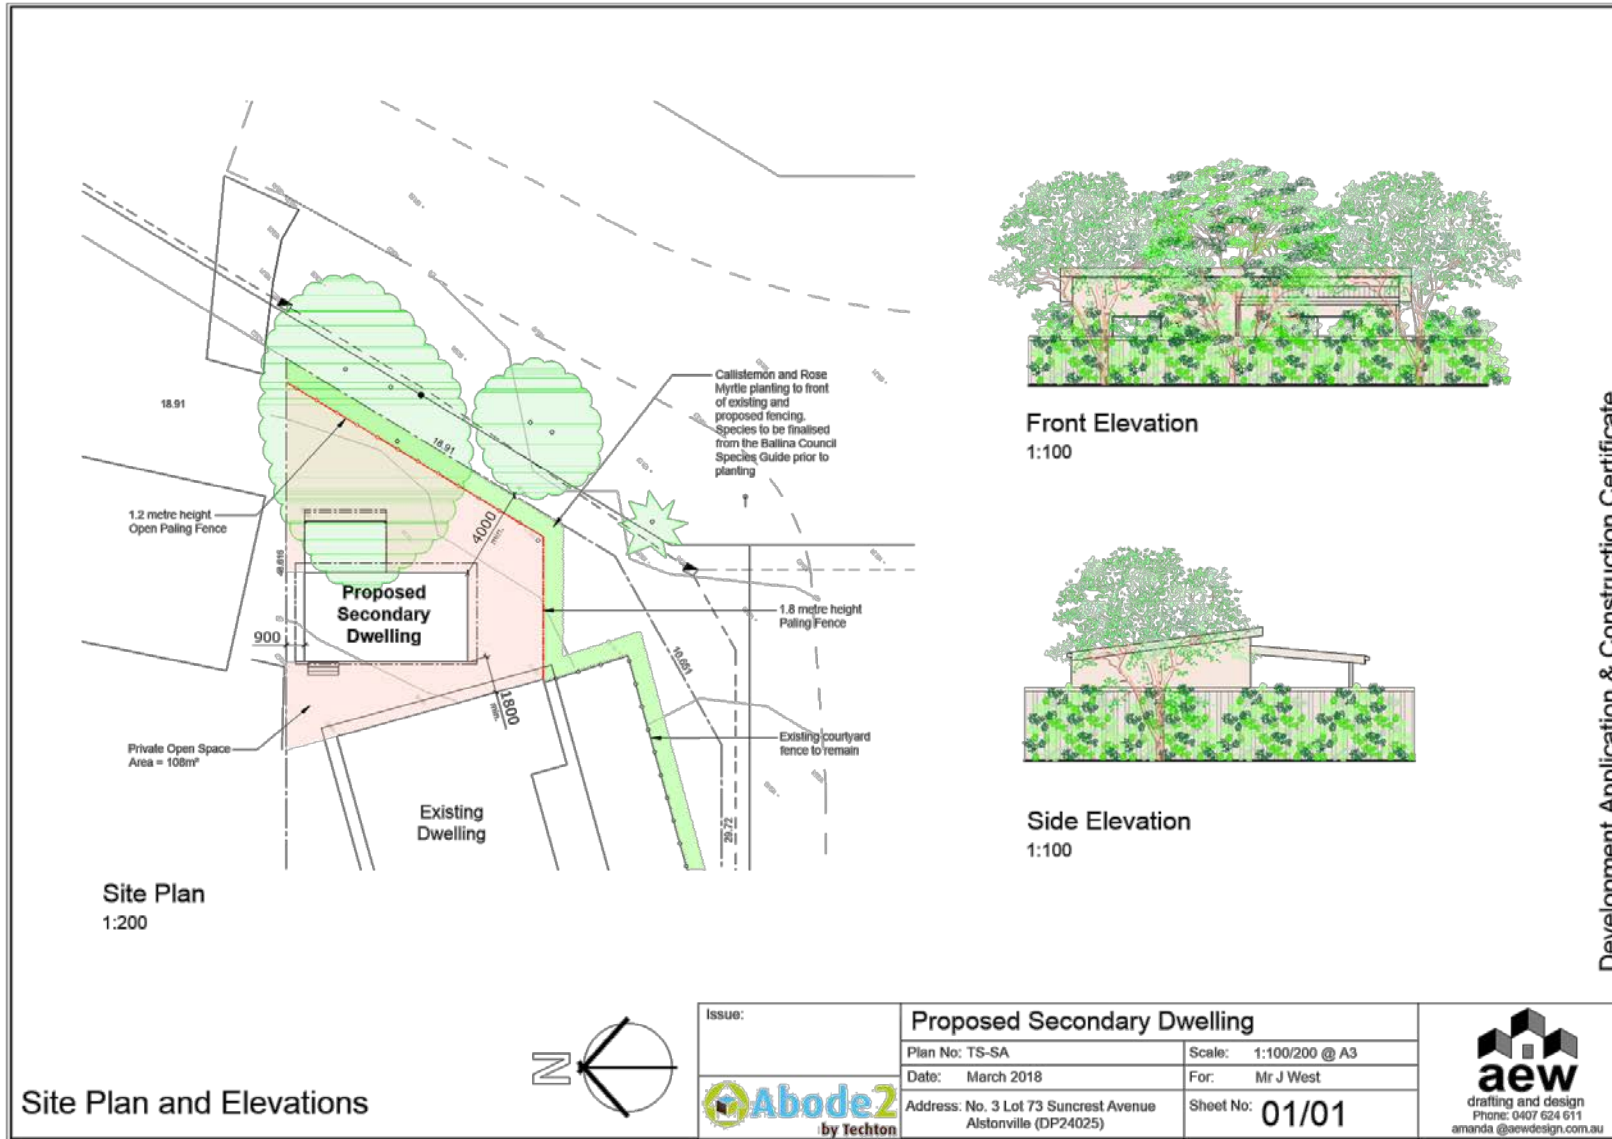 18.91
1.2 metre height
Open Paling Fence
Callistemon and Rose
Myrtle planting to front
of existing and
proposed fencing.
Species to be finalised
from the Ballina Council
Species Guide prior to
planting
18.91
4000
min.
Proposed
Secondary
Dwelling
900
1.8 metre height
Paling Fence
10.651
1800
min.
Private Open Space
Area = 108m²
Existing courtyard
fence to remain
Existing
Dwelling
29.72
Site Plan
1:200
Front Elevation
1:100
Side Elevation
1:100
Development Application & Construction Certificate
Site Plan and Elevations
N
Issue:
Abode2
by Techton
Proposed Secondary Dwelling
Plan No: TS-SA
Scale: 1:100/200 @ A3
Date: March 2018
For: Mr J West
Address: No. 3 Lot 73 Suncrest Avenue
Alstonville (DP24025)
Sheet No: 01/01
aew
drafting and design
Phone: 0407 624 611
amanda @aewdesign.com.au